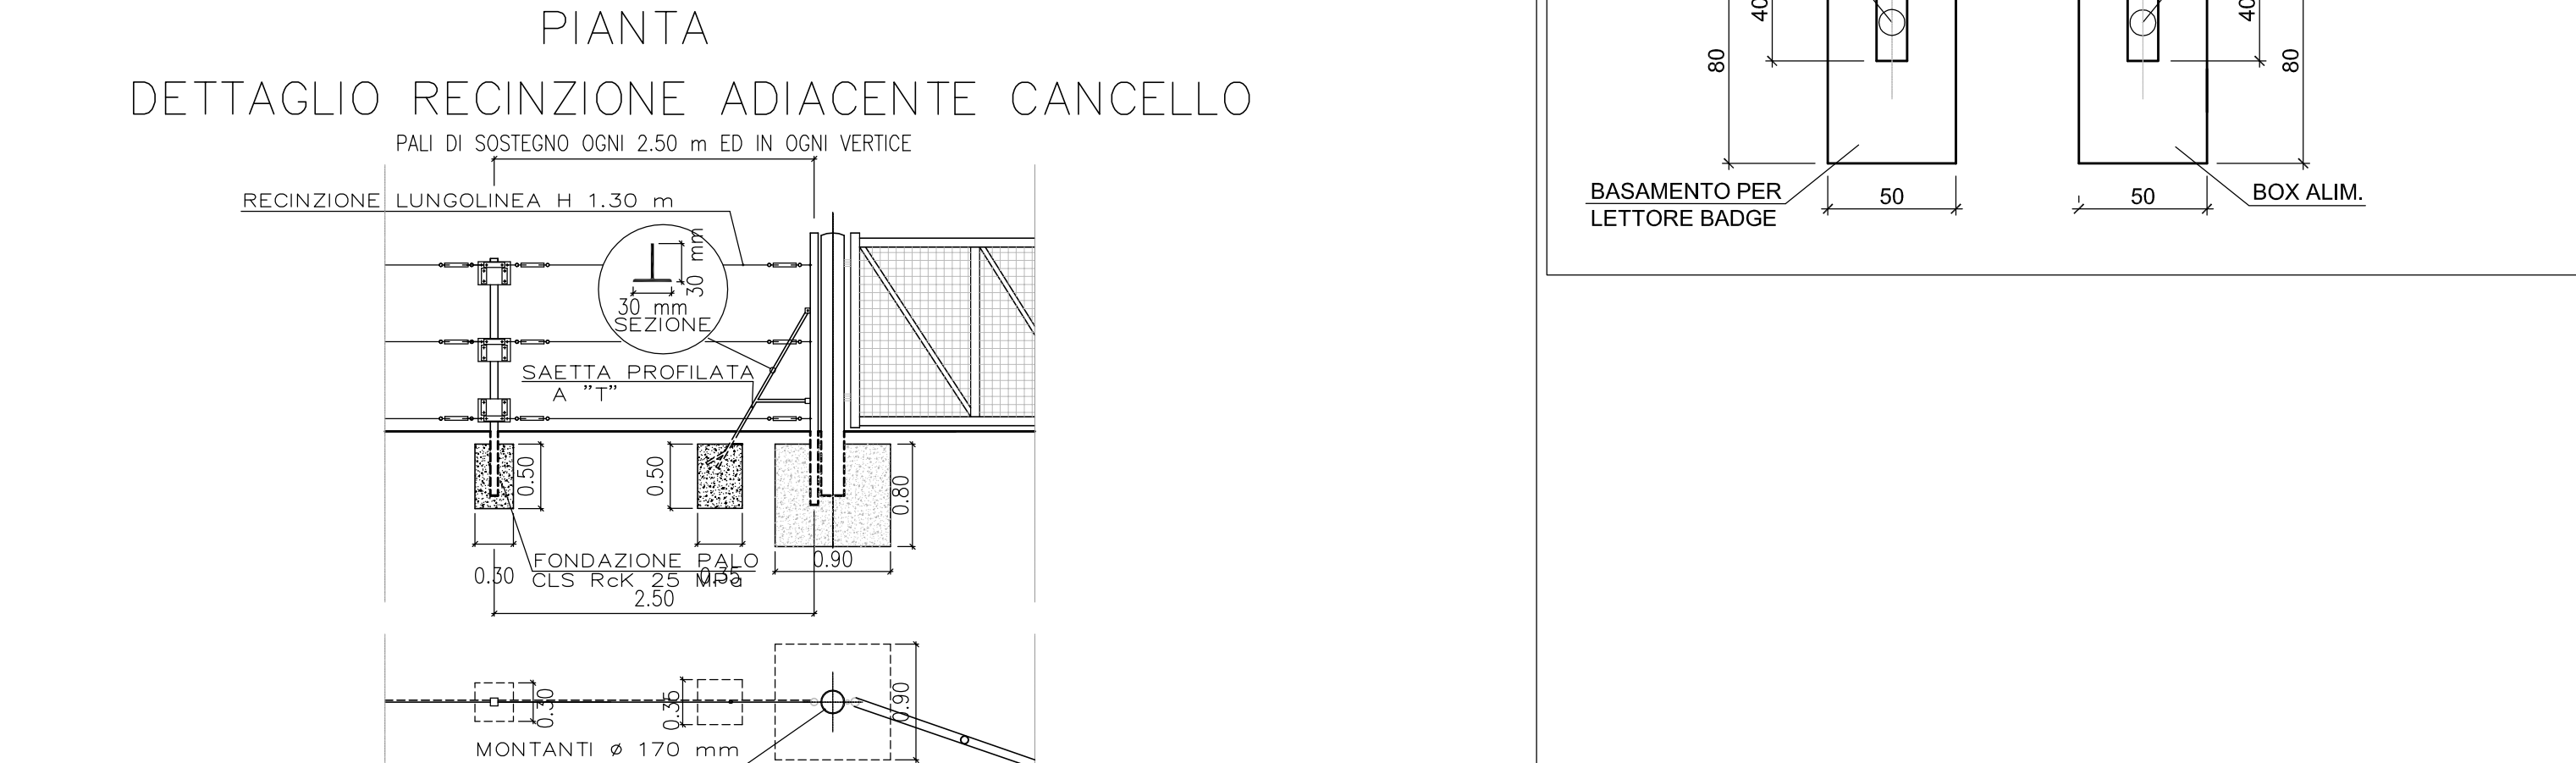 PIANTA
DETTAGLIO RECINZIONE ADIACENTE CANCELLO
PALI DI SOSTEGNO OGNI 2.50 m ED IN OGNI VERTICE
RECINZIONE LUNGOLINEA H 1.30 m
30 mm
30 mm
SEZIONE
SAETTA PROFILATA
A "T"
0.50
0.50
0.80
FONDAZIONE PALO
CLS RcK 25 MPa
0.30
0.35
0.90
2.50
0.30
0.35
0.90
MONTANTI ø 170 mm
40
80
40
80
BASAMENTO PER
LETTORE BADGE
50
50
BOX ALIM.